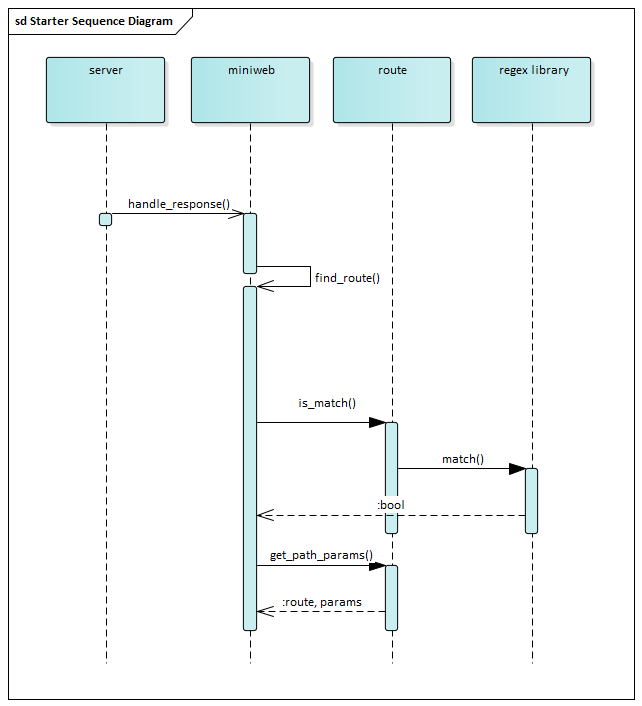 sd Starter Sequence Diagram
server
miniweb
route
regex library
handle_response()
find_route()
is_match()
match()
:bool
get_path_params()
:route, params